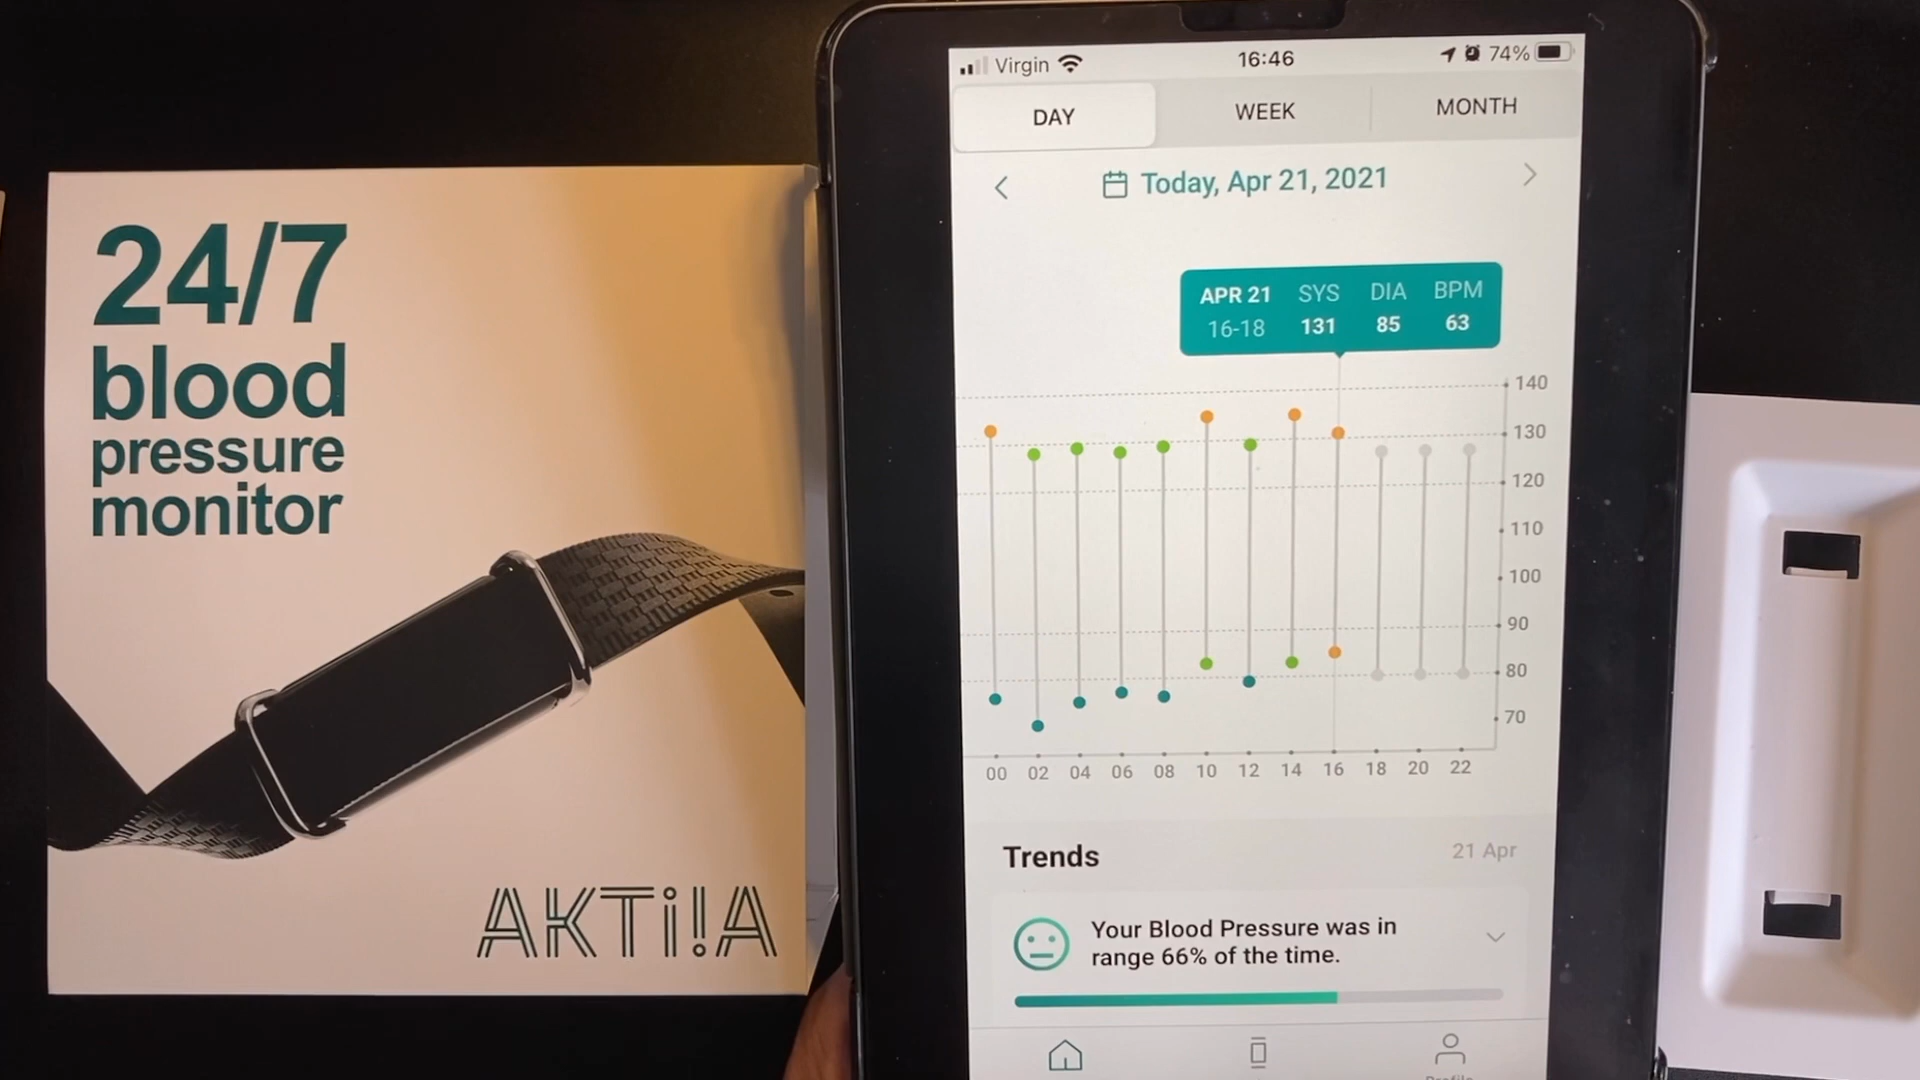 24/7
blood
pressure
monitor
AKTi!A
Virgin 16:46 74%
DAY WEEK MONTH
Today, Apr 21, 2021
APR 21 SYS DIA BPM
16-18 131 85 63
140
130
120
110
100
90
80
70
00 02 04 06 08 10 12 14 16 18 20 22
Trends 21 Apr
Your Blood Pressure was in
range 66% of the time.